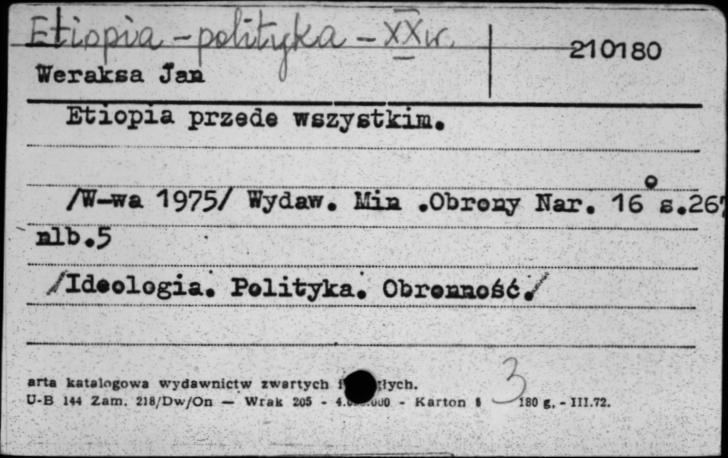 Etiopia - polityka - XX w.
210180
Weraksa Jan
Etiopia przede wszystkim.
/W-wa 1975/ Wydaw. Min .Obrony Nar. 16° s.267
nlb.5
/Ideologia. Polityka. Obronność./
arta katalogowa wydawnictw zwartych
3
U-B 144 Zam. 218/Dw/On — Wrak 205 - - Karton 180 g. - III.72.